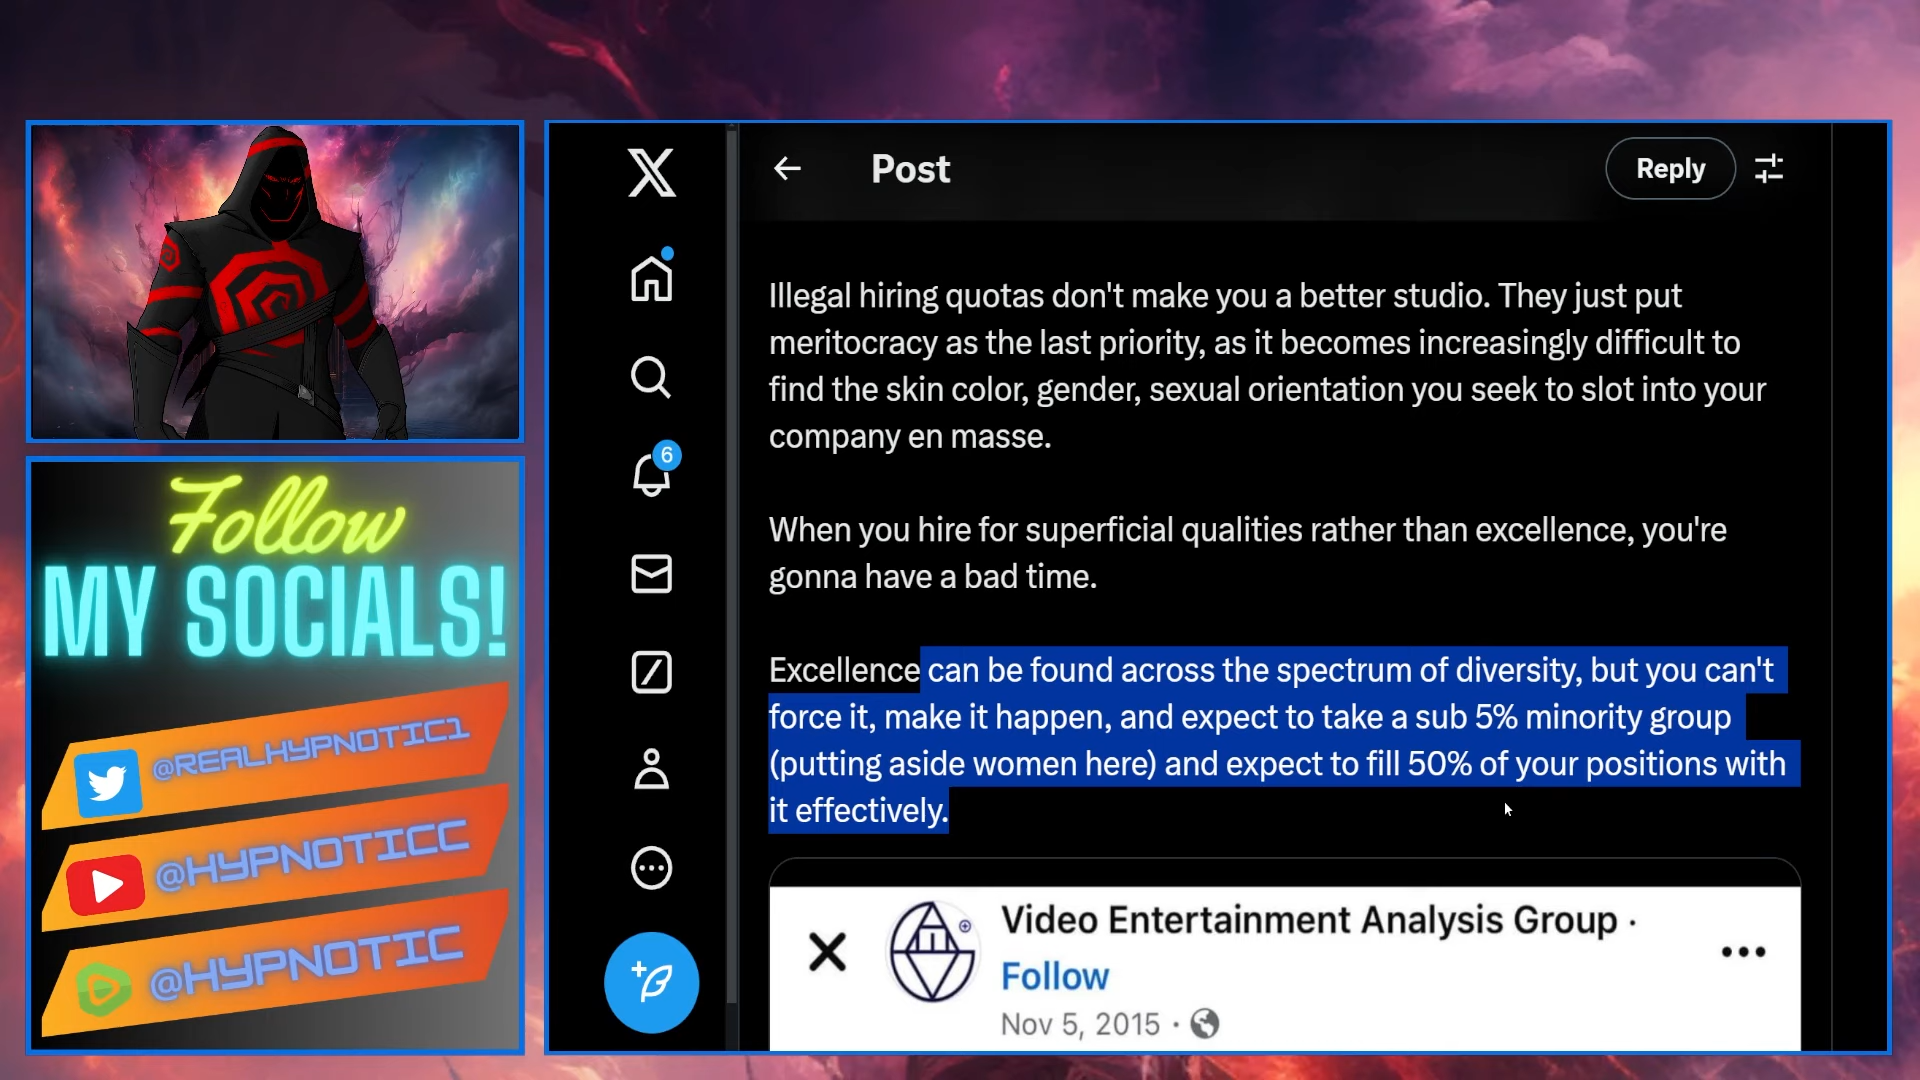 Post
Reply
6
Illegal hiring quotas don't make you a better studio. They just put
meritocracy as the last priority, as it becomes increasingly difficult to
find the skin color, gender, sexual orientation you seek to slot into your
company en masse.
When you hire for superficial qualities rather than excellence, you're
gonna have a bad time.
Excellence can be found across the spectrum of diversity, but you can't
force it, make it happen, and expect to take a sub 5% minority group
(putting aside women here) and expect to fill 50% of your positions with
it effectively.
Video Entertainment Analysis Group ·
Follow
Nov 5, 2015 ·
Follow
MY SOCIALS!
@REALHYPNOTIC1
@HYPNOTICC
@HYPNOTIC